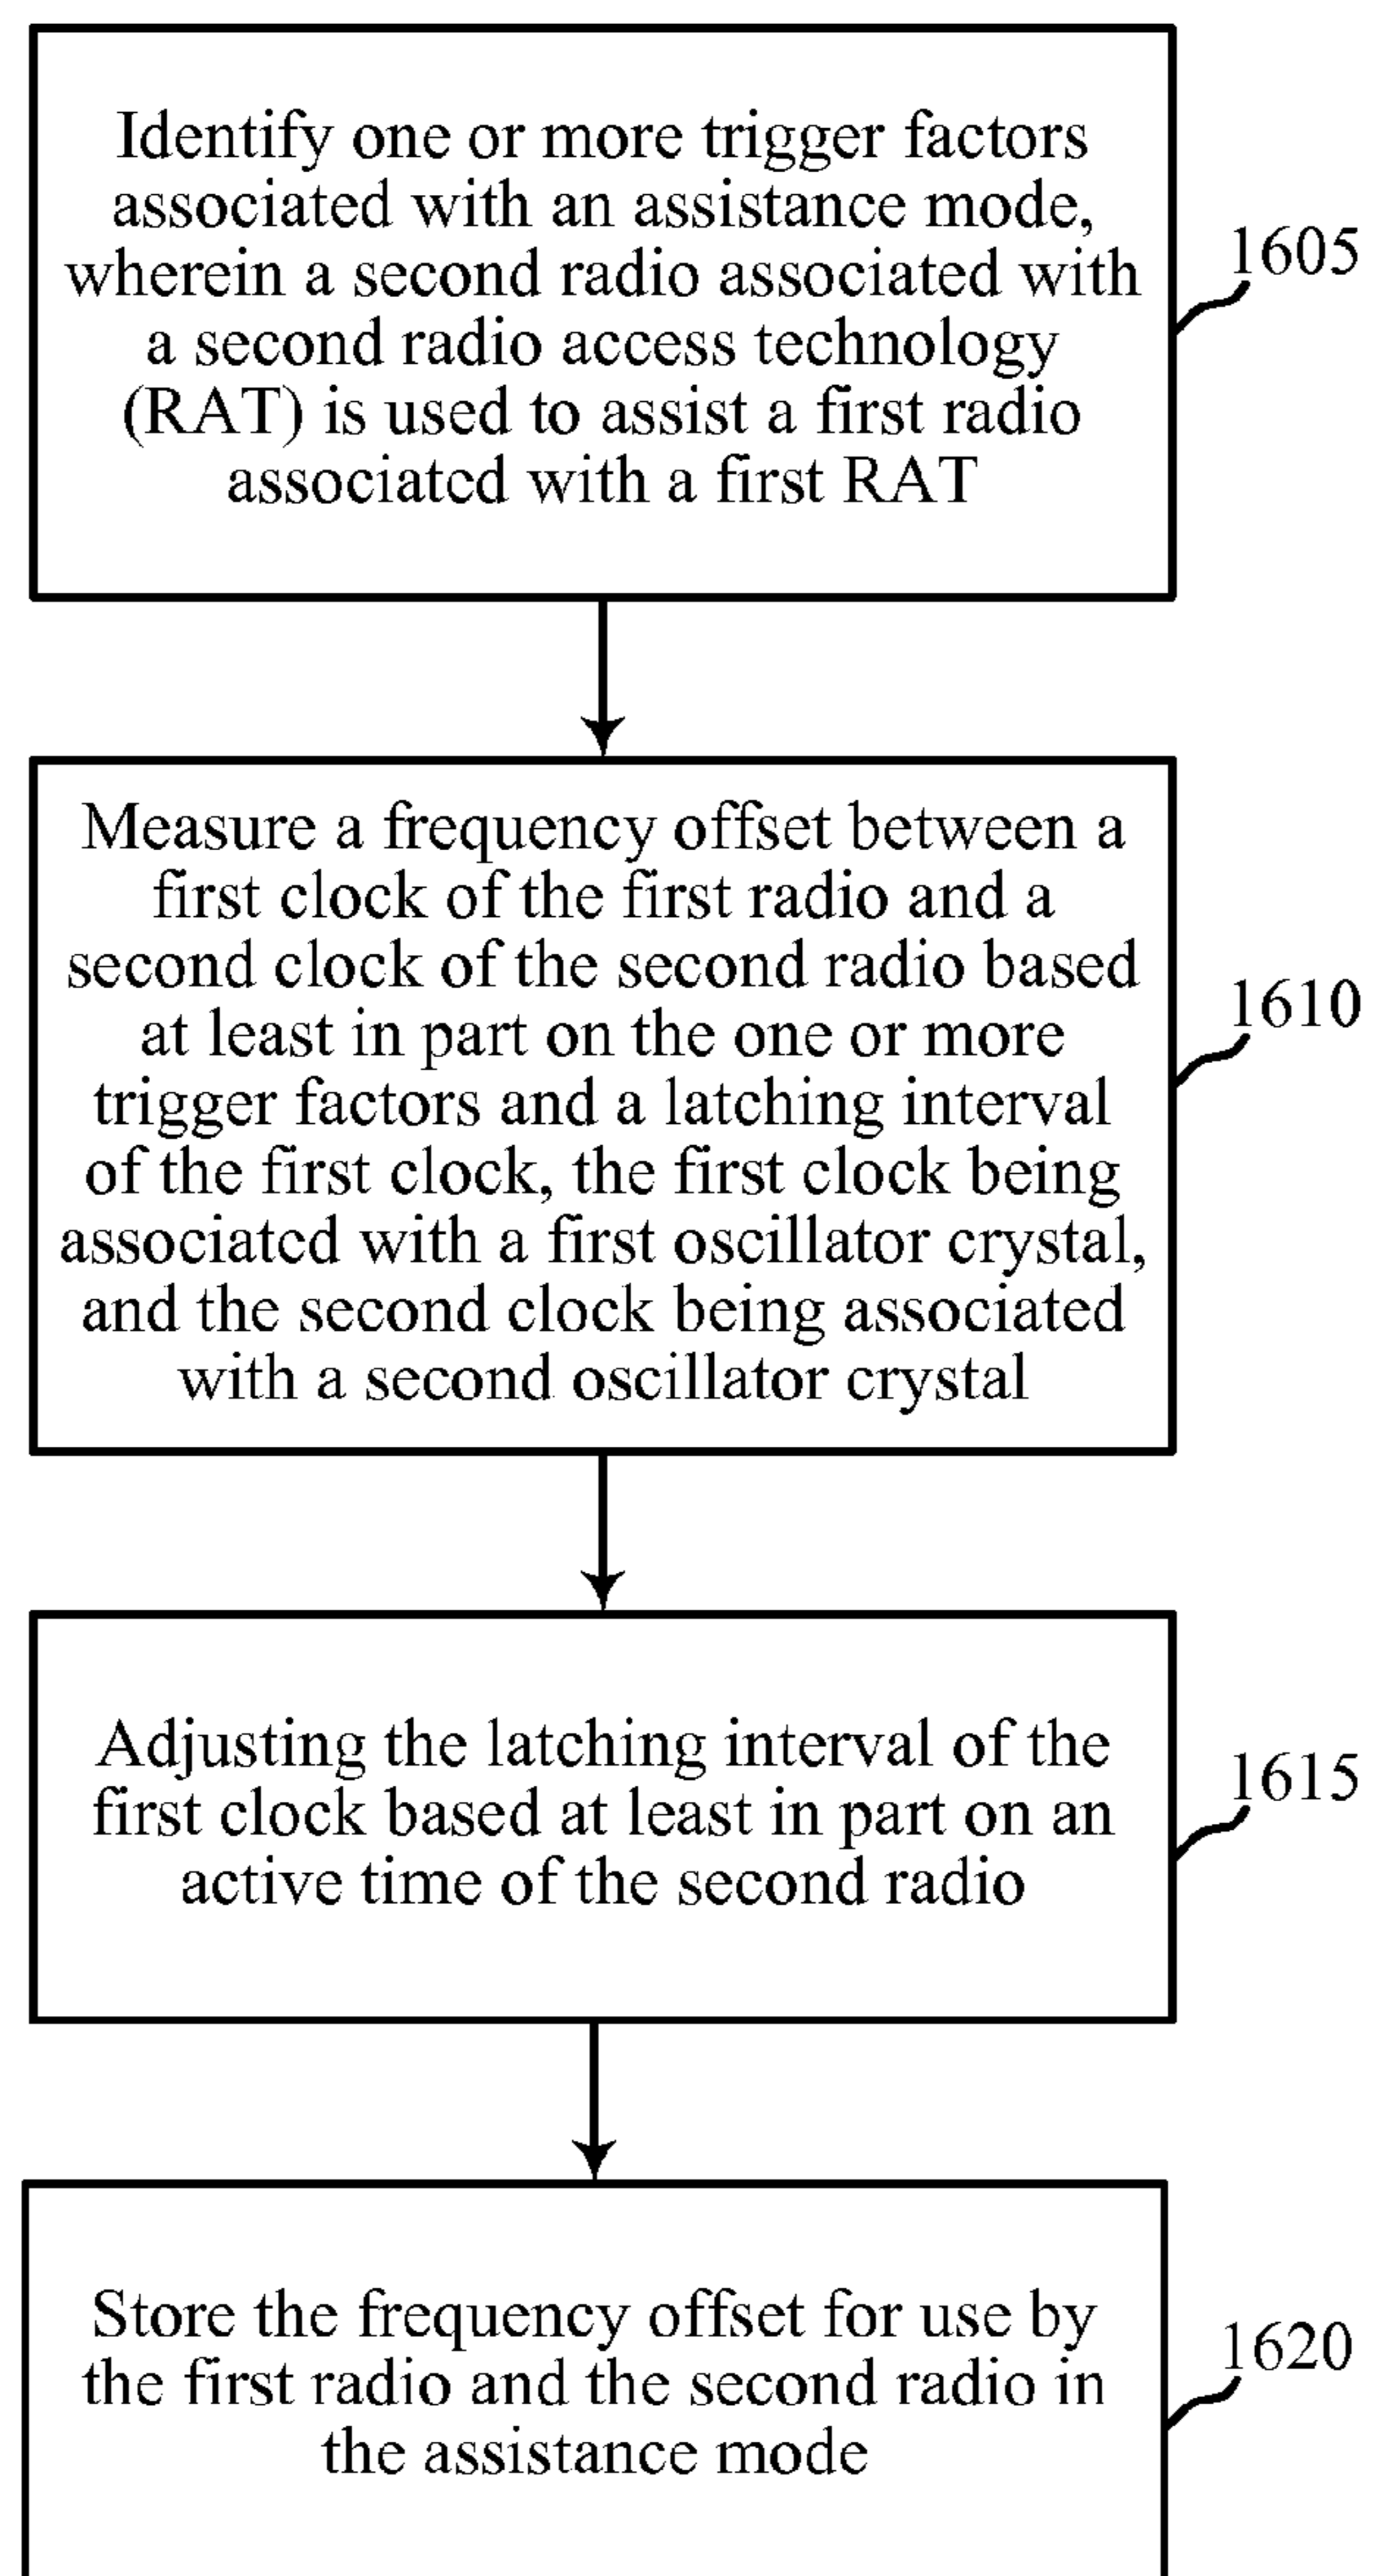 Identify one or more trigger factors
associated with an assistance mode,
wherein a second radio associated with
a second radio access technology
(RAT) is used to assist a first radio
associated with a first RAT
1605
Measure a frequency offset between a
first clock of the first radio and a
second clock of the second radio based
at least in part on the one or more
trigger factors and a latching interval
of the first clock, the first clock being
associated with a first oscillator crystal,
and the second clock being associated
with a second oscillator crystal
1610
Adjusting the latching interval of the
first clock based at least in part on an
active time of the second radio
1615
Store the frequency offset for use by
the first radio and the second radio in
the assistance mode
1620